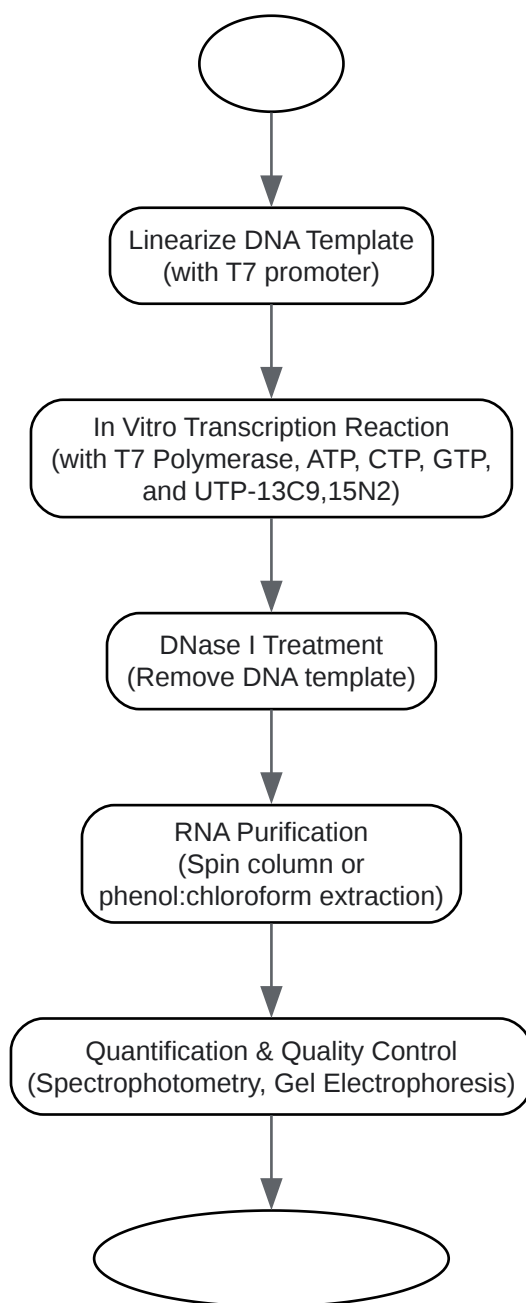 Linearize DNA Template
(with T7 promoter)
In Vitro Transcription Reaction
(with T7 Polymerase, ATP, CTP, GTP,
and UTP-13C9,15N2)
DNase I Treatment
(Remove DNA template)
RNA Purification
(Spin column or
phenol:chloroform extraction)
Quantification & Quality Control
(Spectrophotometry, Gel Electrophoresis)